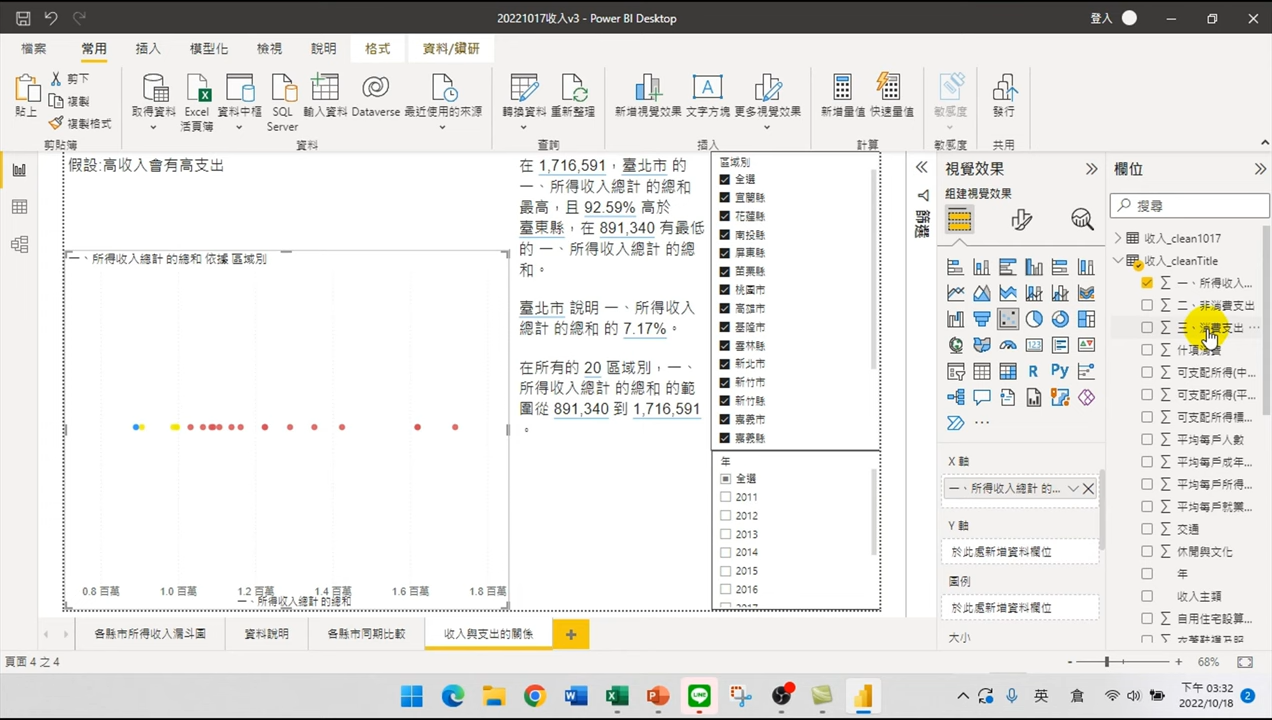 20221017收入v3 - Power BI Desktop
登入
檔案
常用
插入
模型化
檢視
說明
格式
資料/鑽研
貼上
剪下
複製
複製格式
剪貼簿
取得資料
Excel
活頁簿
資料中樞
SQL
Server
輸入資料
Dataverse
最近使用的來源
資料
轉換資料
重新整理
查詢
新增視覺效果
文字方塊
更多視覺效果
插入
新增量值
快速量值
計算
敏感度
敏感度
發行
共用
假設:高收入會有高支出
一、所得收入總計 的總和 依據 區域別
0.8 百萬
1.0 百萬
1.2 百萬
1.4 百萬
1.6 百萬
1.8 百萬
一、所得收入總計 的總和
在 1,716,591，臺北市 的
一、所得收入總計 的總和
最高，且 92.59% 高於
臺東縣，在 891,340 有最低
的 一、所得收入總計 的總
和。
臺北市 說明 一、所得收入
總計 的總和 的 7.17%。
在所有的 20 區域別，一、
所得收入總計 的總和 的範
圍從 891,340 到 1,716,591
。
區域別
全選
宜蘭縣
花蓮縣
南投縣
屏東縣
苗栗縣
桃園市
高雄市
基隆市
雲林縣
新北市
新竹市
新竹縣
嘉義市
嘉義縣
年
全選
2011
2012
2013
2014
2015
2016
2017
篩選
視覺效果
組建視覺效果
R
Py
123
X 軸
一、所得收入總計 的...
Y 軸
於此處新增資料欄位
圖例
於此處新增資料欄位
大小
欄位
搜尋
收入_clean1017
收入_cleanTitle
一、所得收入...
二、非消費支出
三、消費支出
什項消費
可支配所得(中...
可支配所得(平...
可支配所得標...
平均每戶人數
平均每戶成年...
平均每戶所得...
平均每戶就業...
交通
休閒與文化
年
收入主類
自用住宅設算...
各縣市所得收入漏斗圖
資料說明
各縣市同期比較
收入與支出的關係
頁面 4 之 4
68%
英
下午 03:32
2022/10/18
2